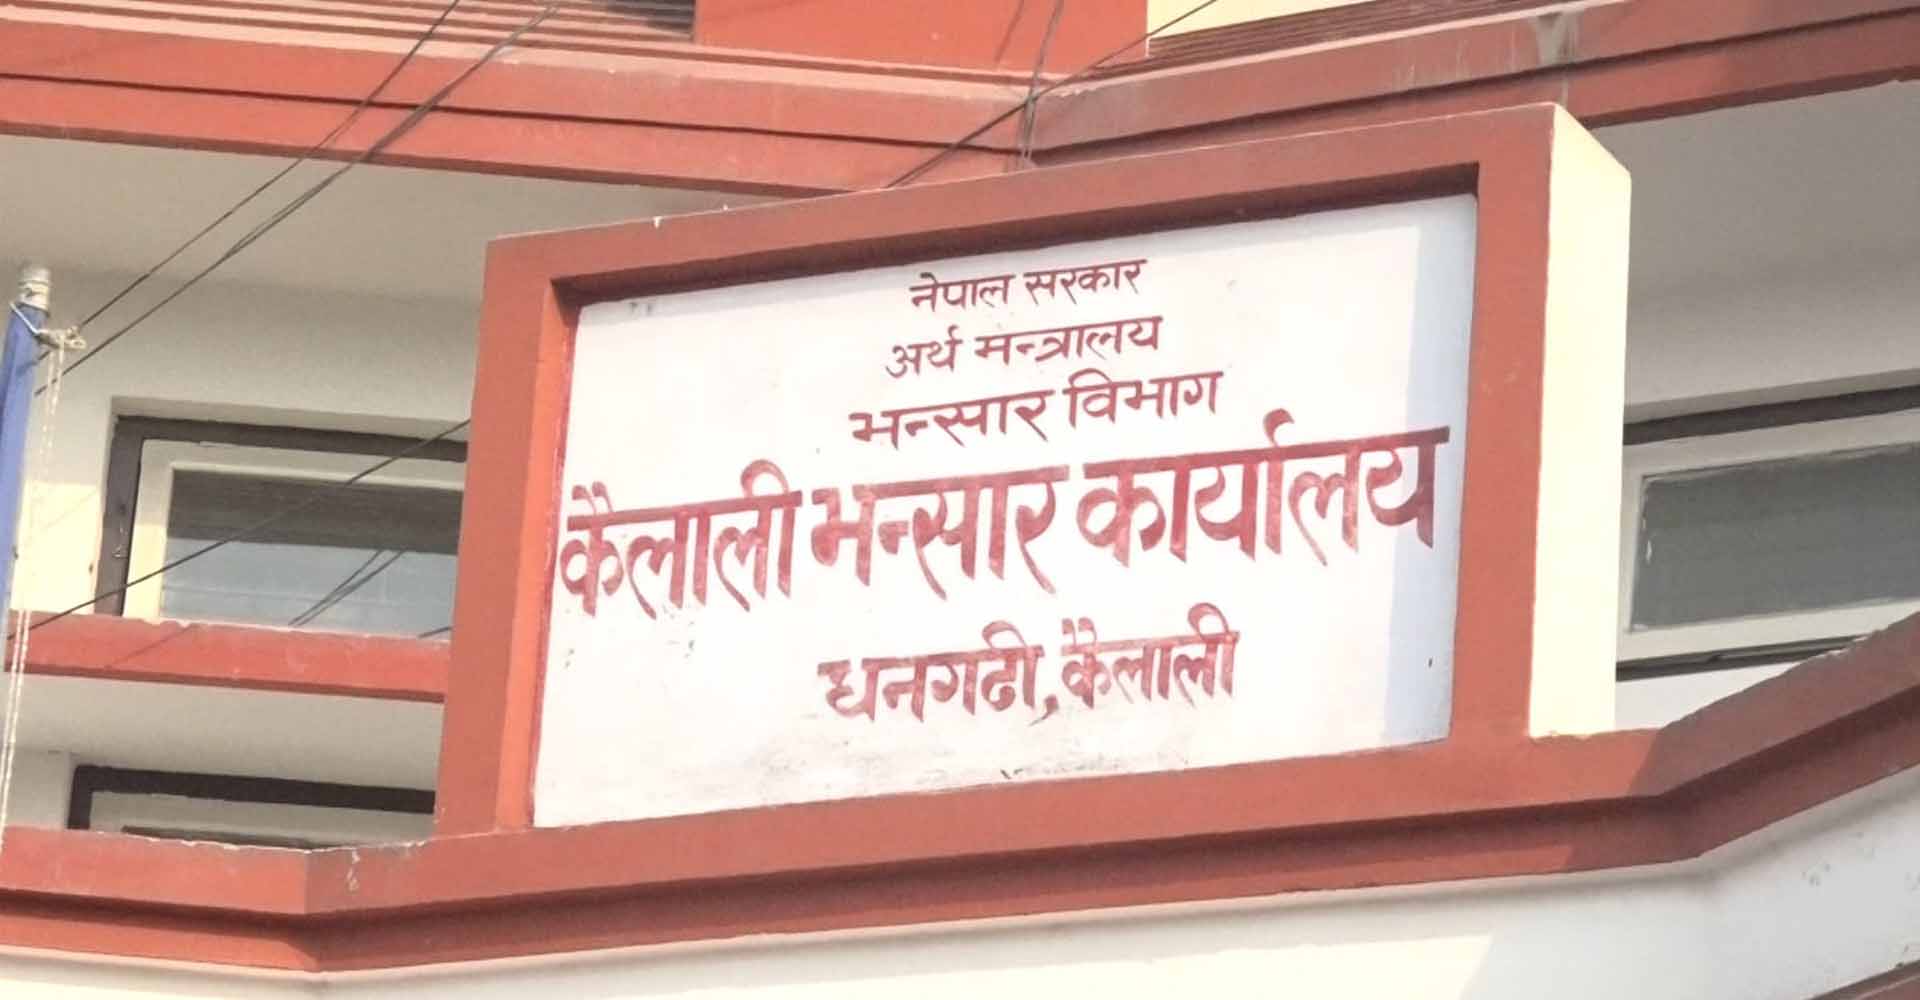 नेपाल सरकार
अर्थ मन्त्रालय
भन्सार विभाग
कैलाली भन्सार कार्यालय
धनगढी, कैलाली